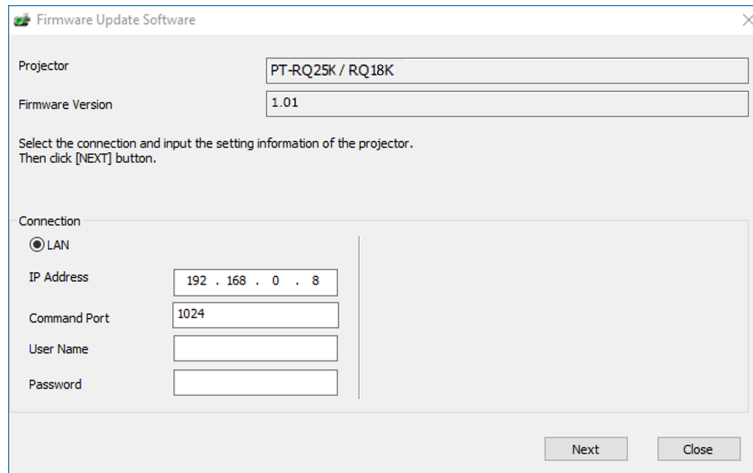 Firmware Update Software
Projector
PT-RQ25K / RQ18K
Firmware Version
1.01
Select the connection and input the setting information of the projector.
Then click [NEXT] button.
Connection
LAN
IP Address
192 . 168 . 0 . 8
Command Port
1024
User Name
Password
Next
Close